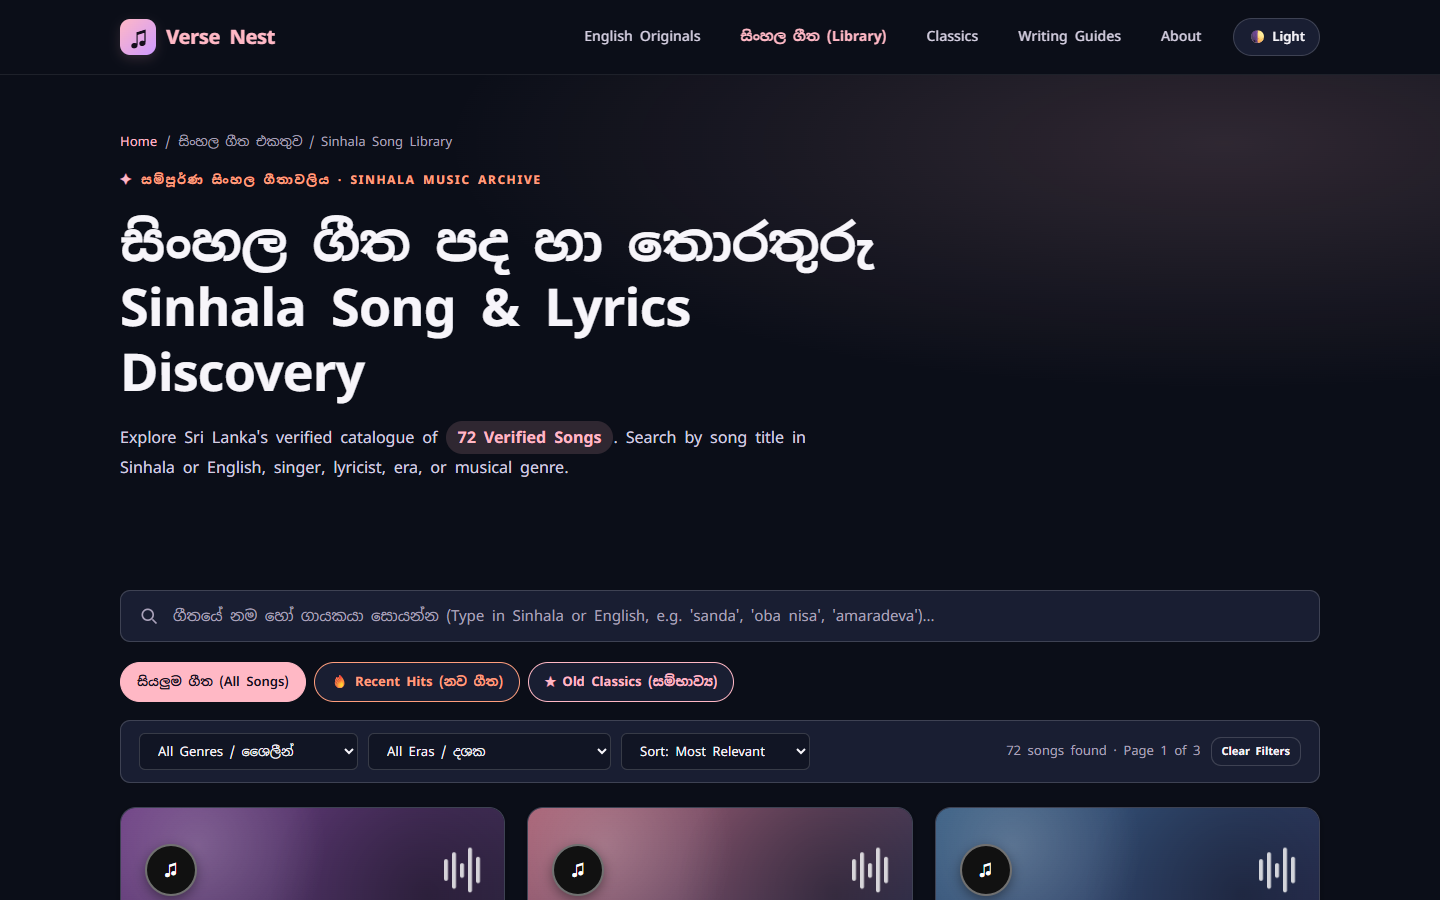 Verse Nest
English Originals
සිංහල ගීත (Library)
Classics
Writing Guides
About
Light
Home / සිංහල ගීත එකතුව / Sinhala Song Library
සම්පූර්ණ සිංහල ගීතාවලිය · SINHALA MUSIC ARCHIVE
සිංහල ගීත පද හා තොරතුරු
Sinhala Song & Lyrics
Discovery
Explore Sri Lanka's verified catalogue of 72 Verified Songs. Search by song title in
Sinhala or English, singer, lyricist, era, or musical genre.
ගීතයේ නම හෝ ගායකයා සොයන්න (Type in Sinhala or English, e.g. 'sanda', 'oba nisa', 'amaradeva')...
සියලුම ගීත (All Songs)
Recent Hits (නව ගීත)
★ Old Classics (සම්භාව්‍ය)
All Genres / ශෛලීන්
All Eras / දශක
Sort: Most Relevant
72 songs found · Page 1 of 3
Clear Filters